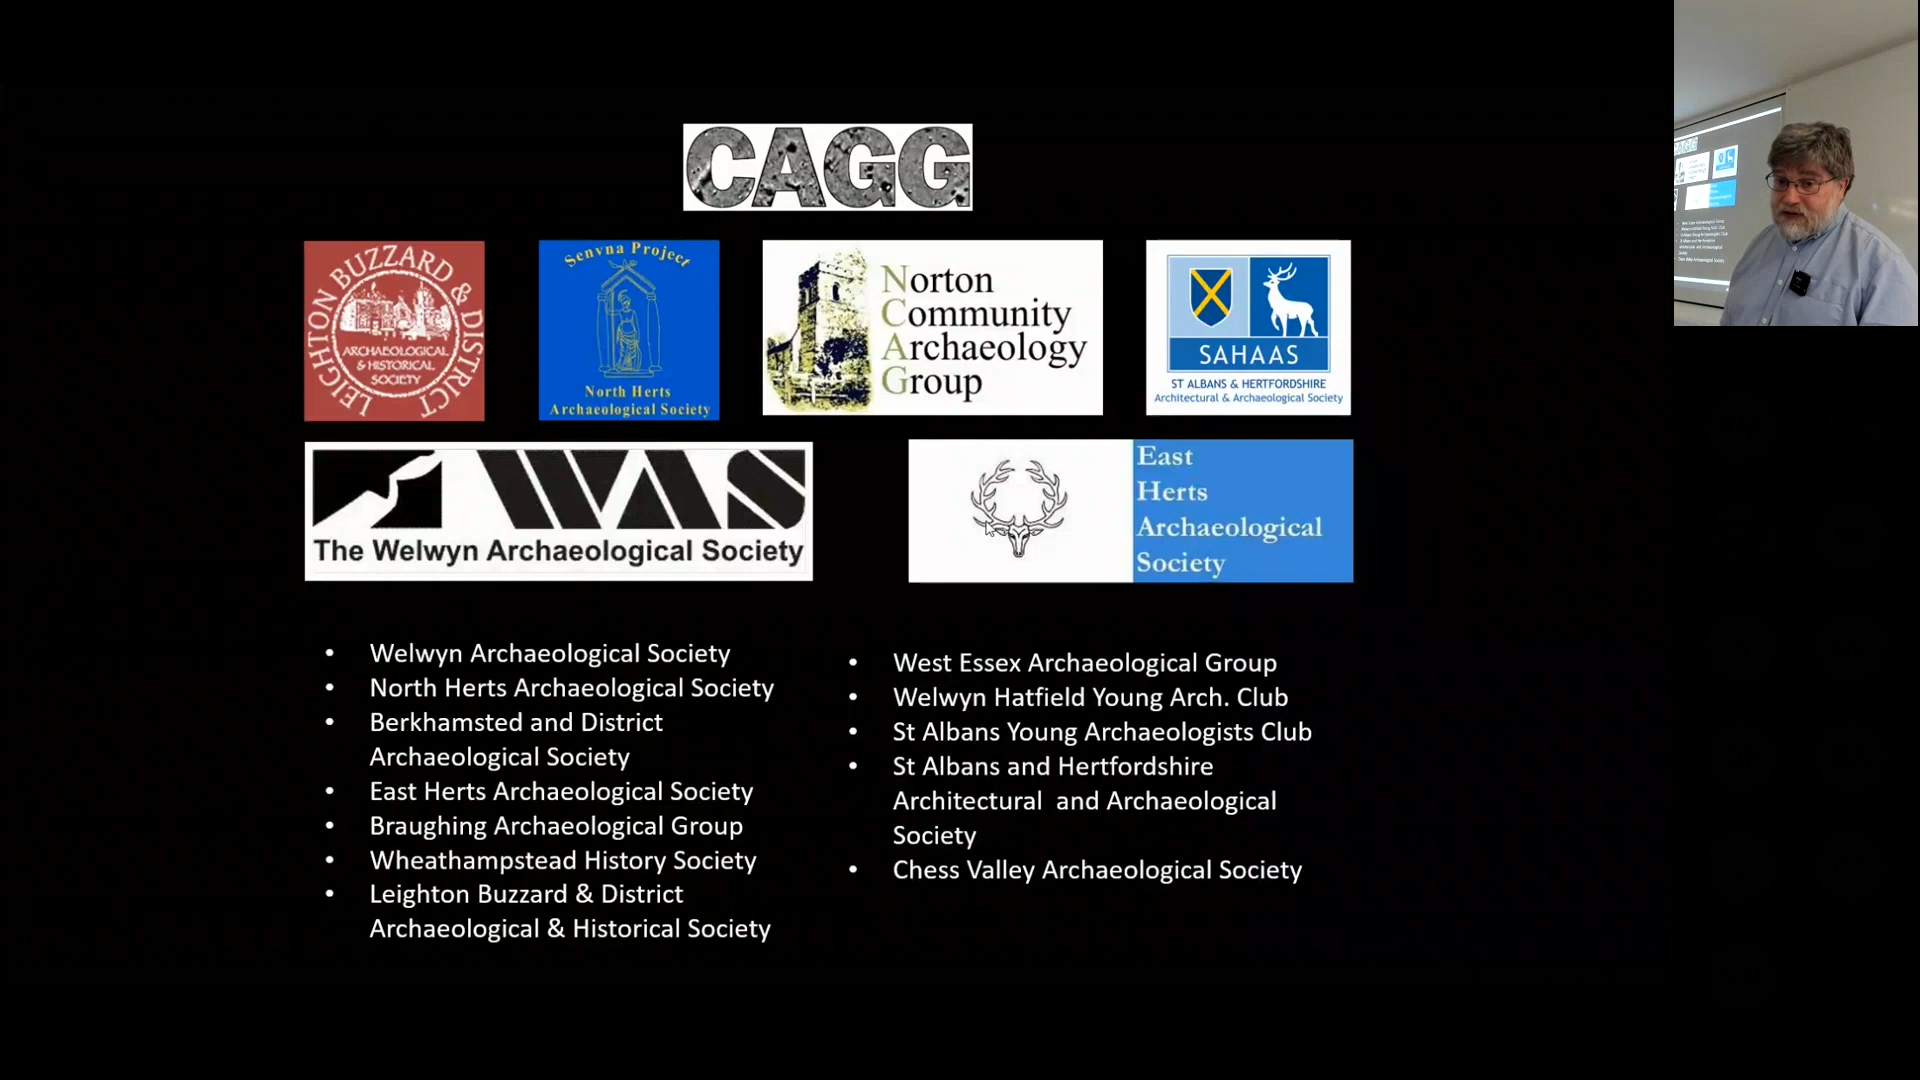 CAGG
LEIGHTON BUZZARD & DISTRICT
ARCHAEOLOGICAL
& HISTORICAL
SOCIETY
Senvna Project
North Herts
Archaeological Society
Norton
Community
Archaeology
Group
SAHAAS
ST ALBANS & HERTFORDSHIRE
Architectural & Archaeological Society
WAS
The Welwyn Archaeological Society
East
Herts
Archaeological
Society
• Welwyn Archaeological Society
• North Herts Archaeological Society
• Berkhamsted and District
Archaeological Society
• East Herts Archaeological Society
• Braughing Archaeological Group
• Wheathampstead History Society
• Leighton Buzzard & District
Archaeological & Historical Society
• West Essex Archaeological Group
• Welwyn Hatfield Young Arch. Club
• St Albans Young Archaeologists Club
• St Albans and Hertfordshire
Architectural and Archaeological
Society
• Chess Valley Archaeological Society